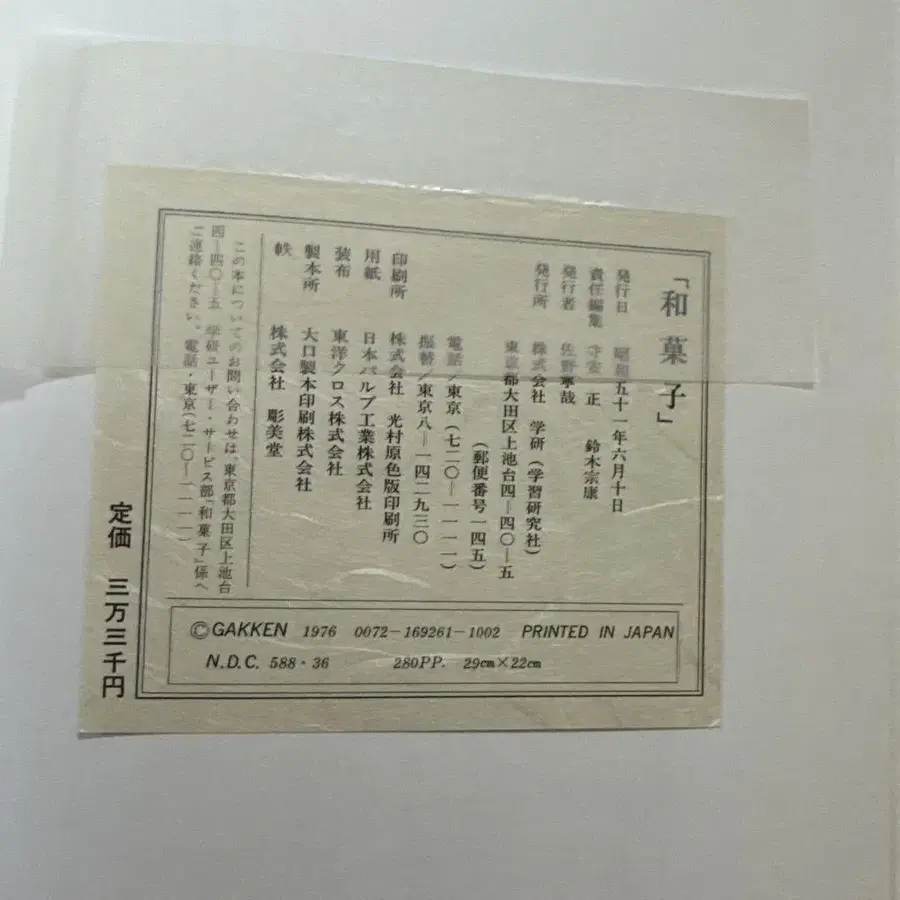 「和菓子」
発行日 昭和五十一年六月十日
責任編集 守安 正 鈴木宗康
発行者 佐野寧哉
発行所 株式会社 学研(学習研究社)
東京都大田区上池台四―四〇―五
(郵便番号一四五)
電話/東京(七二〇―一一一一)
振替/東京八―一四二九三〇
印刷所 株式会社 光村原色版印刷所
用紙 日本パルプ工業株式会社
装布 東洋クロス株式会社
製本所 大口製本印刷株式会社
帙 株式会社 彫美堂
この本についてのお問い合わせは、東京都大田区上池台
四―四〇―五 学研ユーザー・サービス部「和菓子」係へ
ご連絡ください。電話・東京(七二〇―一一一一)
定価 三万三千円
©GAKKEN 1976 0072-169261-1002 PRINTED IN JAPAN
N.D.C. 588・36 280PP. 29cm×22cm